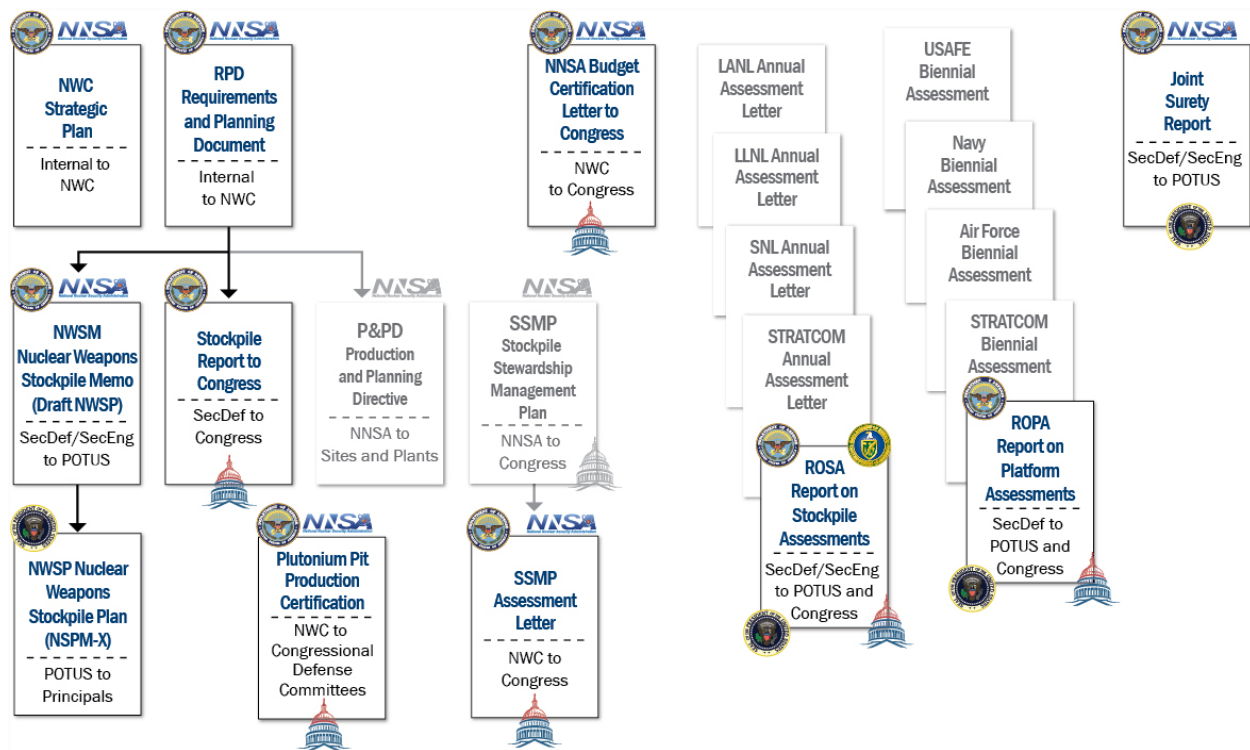 NNSA
NNSA
NNSA
NNSA
NWC
Strategic
Plan
Internal to
NWC
RPD
Requirements
and Planning
Document
Internal
to NWC
NNSA Budget
Certification
Letter to
Congress
NWC
to Congress
LANL Annual
Assessment
Letter
LLNL Annual
Assessment
Letter
SNL Annual
Assessment
Letter
STRATCOM
Annual
Assessment
Letter
USAFE
Biennial
Assessment
Navy
Biennial
Assessment
Air Force
Biennial
Assessment
STRATCOM
Biennial
Assessment
Joint
Surety
Report
SecDef/SecEng
to POTUS
NNSA
NNSA
NNSA
NWSM
Nuclear Weapons
Stockpile Memo
(Draft NWSP)
SecDef/SecEng
to POTUS
Stockpile
Report to
Congress
SecDef to
Congress
P&PD
Production
and Planning
Directive
NNSA to
Sites and Plants
SSMP
Stockpile
Stewardship
Management
Plan
NNSA to
Congress
ROSA
Report on
Stockpile
Assessments
SecDef/SecEng
to POTUS and
Congress
ROPA
Report on
Platform
Assessments
SecDef to
POTUS and
Congress
NNSA
NNSA
NWSP Nuclear
Weapons
Stockpile Plan
(NSPM-X)
POTUS to
Principals
Plutonium Pit
Production
Certification
NWC to
Congressional
Defense
Committees
SSMP
Assessment
Letter
NWC to
Congress